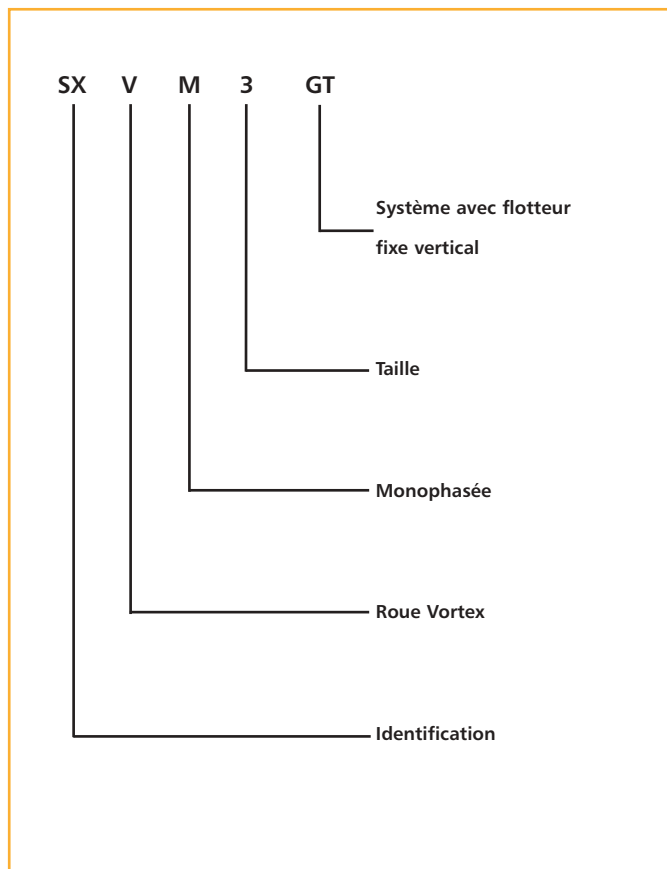 SX V M 3 GT
Système avec flotteur
fixe vertical
Taille
Monophasée
Roue Vortex
Identification